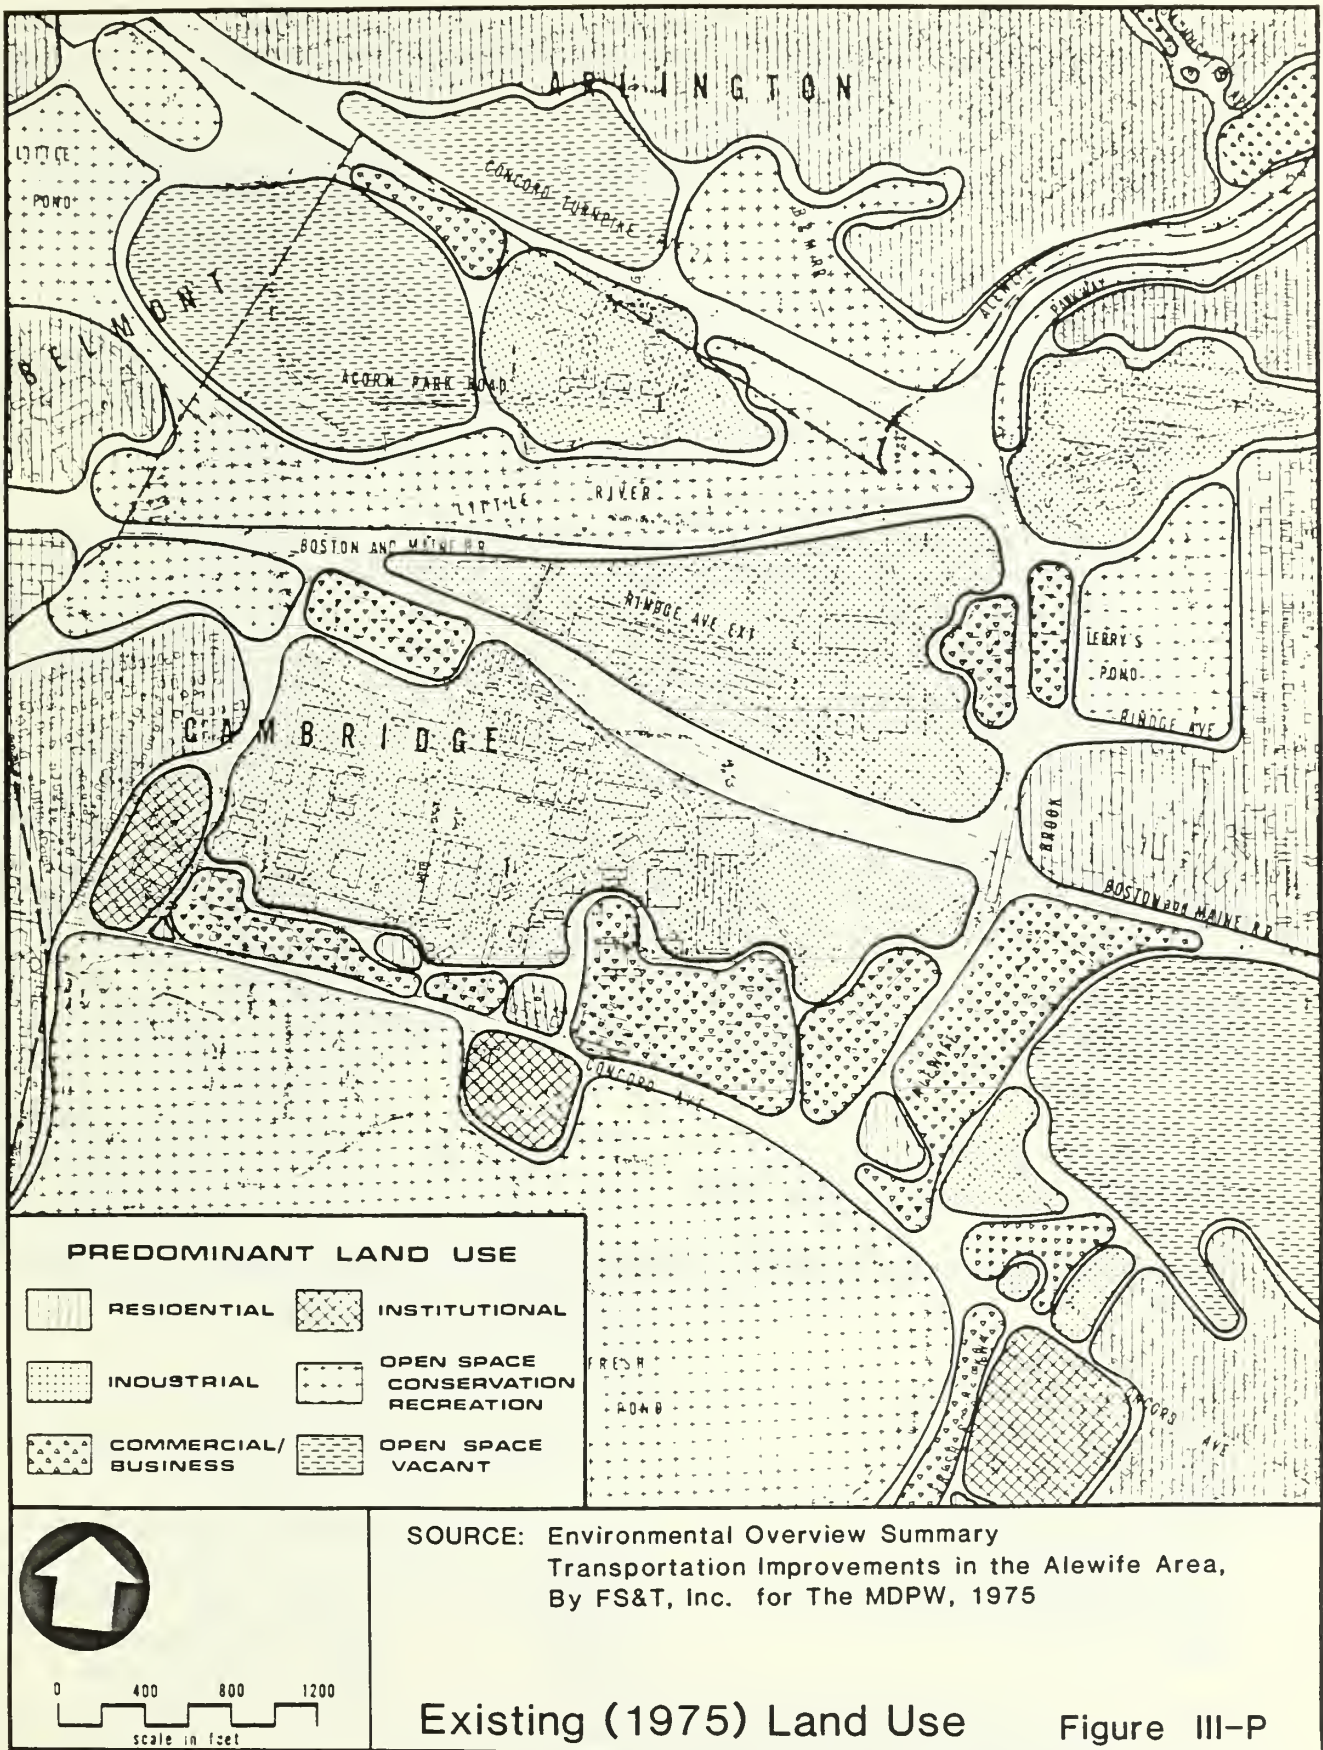 ARLINGTON
LITTLE
POND
CONCORD TURNPIKE
B & M RR
ALEWIFE
PARKWAY
BELMONT
ACORN PARK ROAD
LITTLE RIVER
BOSTON AND MAINE RR
RINDGE AVE EXT
JERRY'S
POND
RINDGE AVE
CAMBRIDGE
BROOK
BOSTON and MAINE RR
CONCORD AVE
FRESH
POND
AVE
PREDOMINANT LAND USE
RESIDENTIAL
INSTITUTIONAL
INDUSTRIAL
OPEN SPACE
CONSERVATION
RECREATION
COMMERCIAL/
BUSINESS
OPEN SPACE
VACANT
SOURCE: Environmental Overview Summary
Transportation Improvements in the Alewife Area,
By FS&T, Inc. for The MDPW, 1975
0 400 800 1200
scale in feet
Existing (1975) Land Use Figure III-P